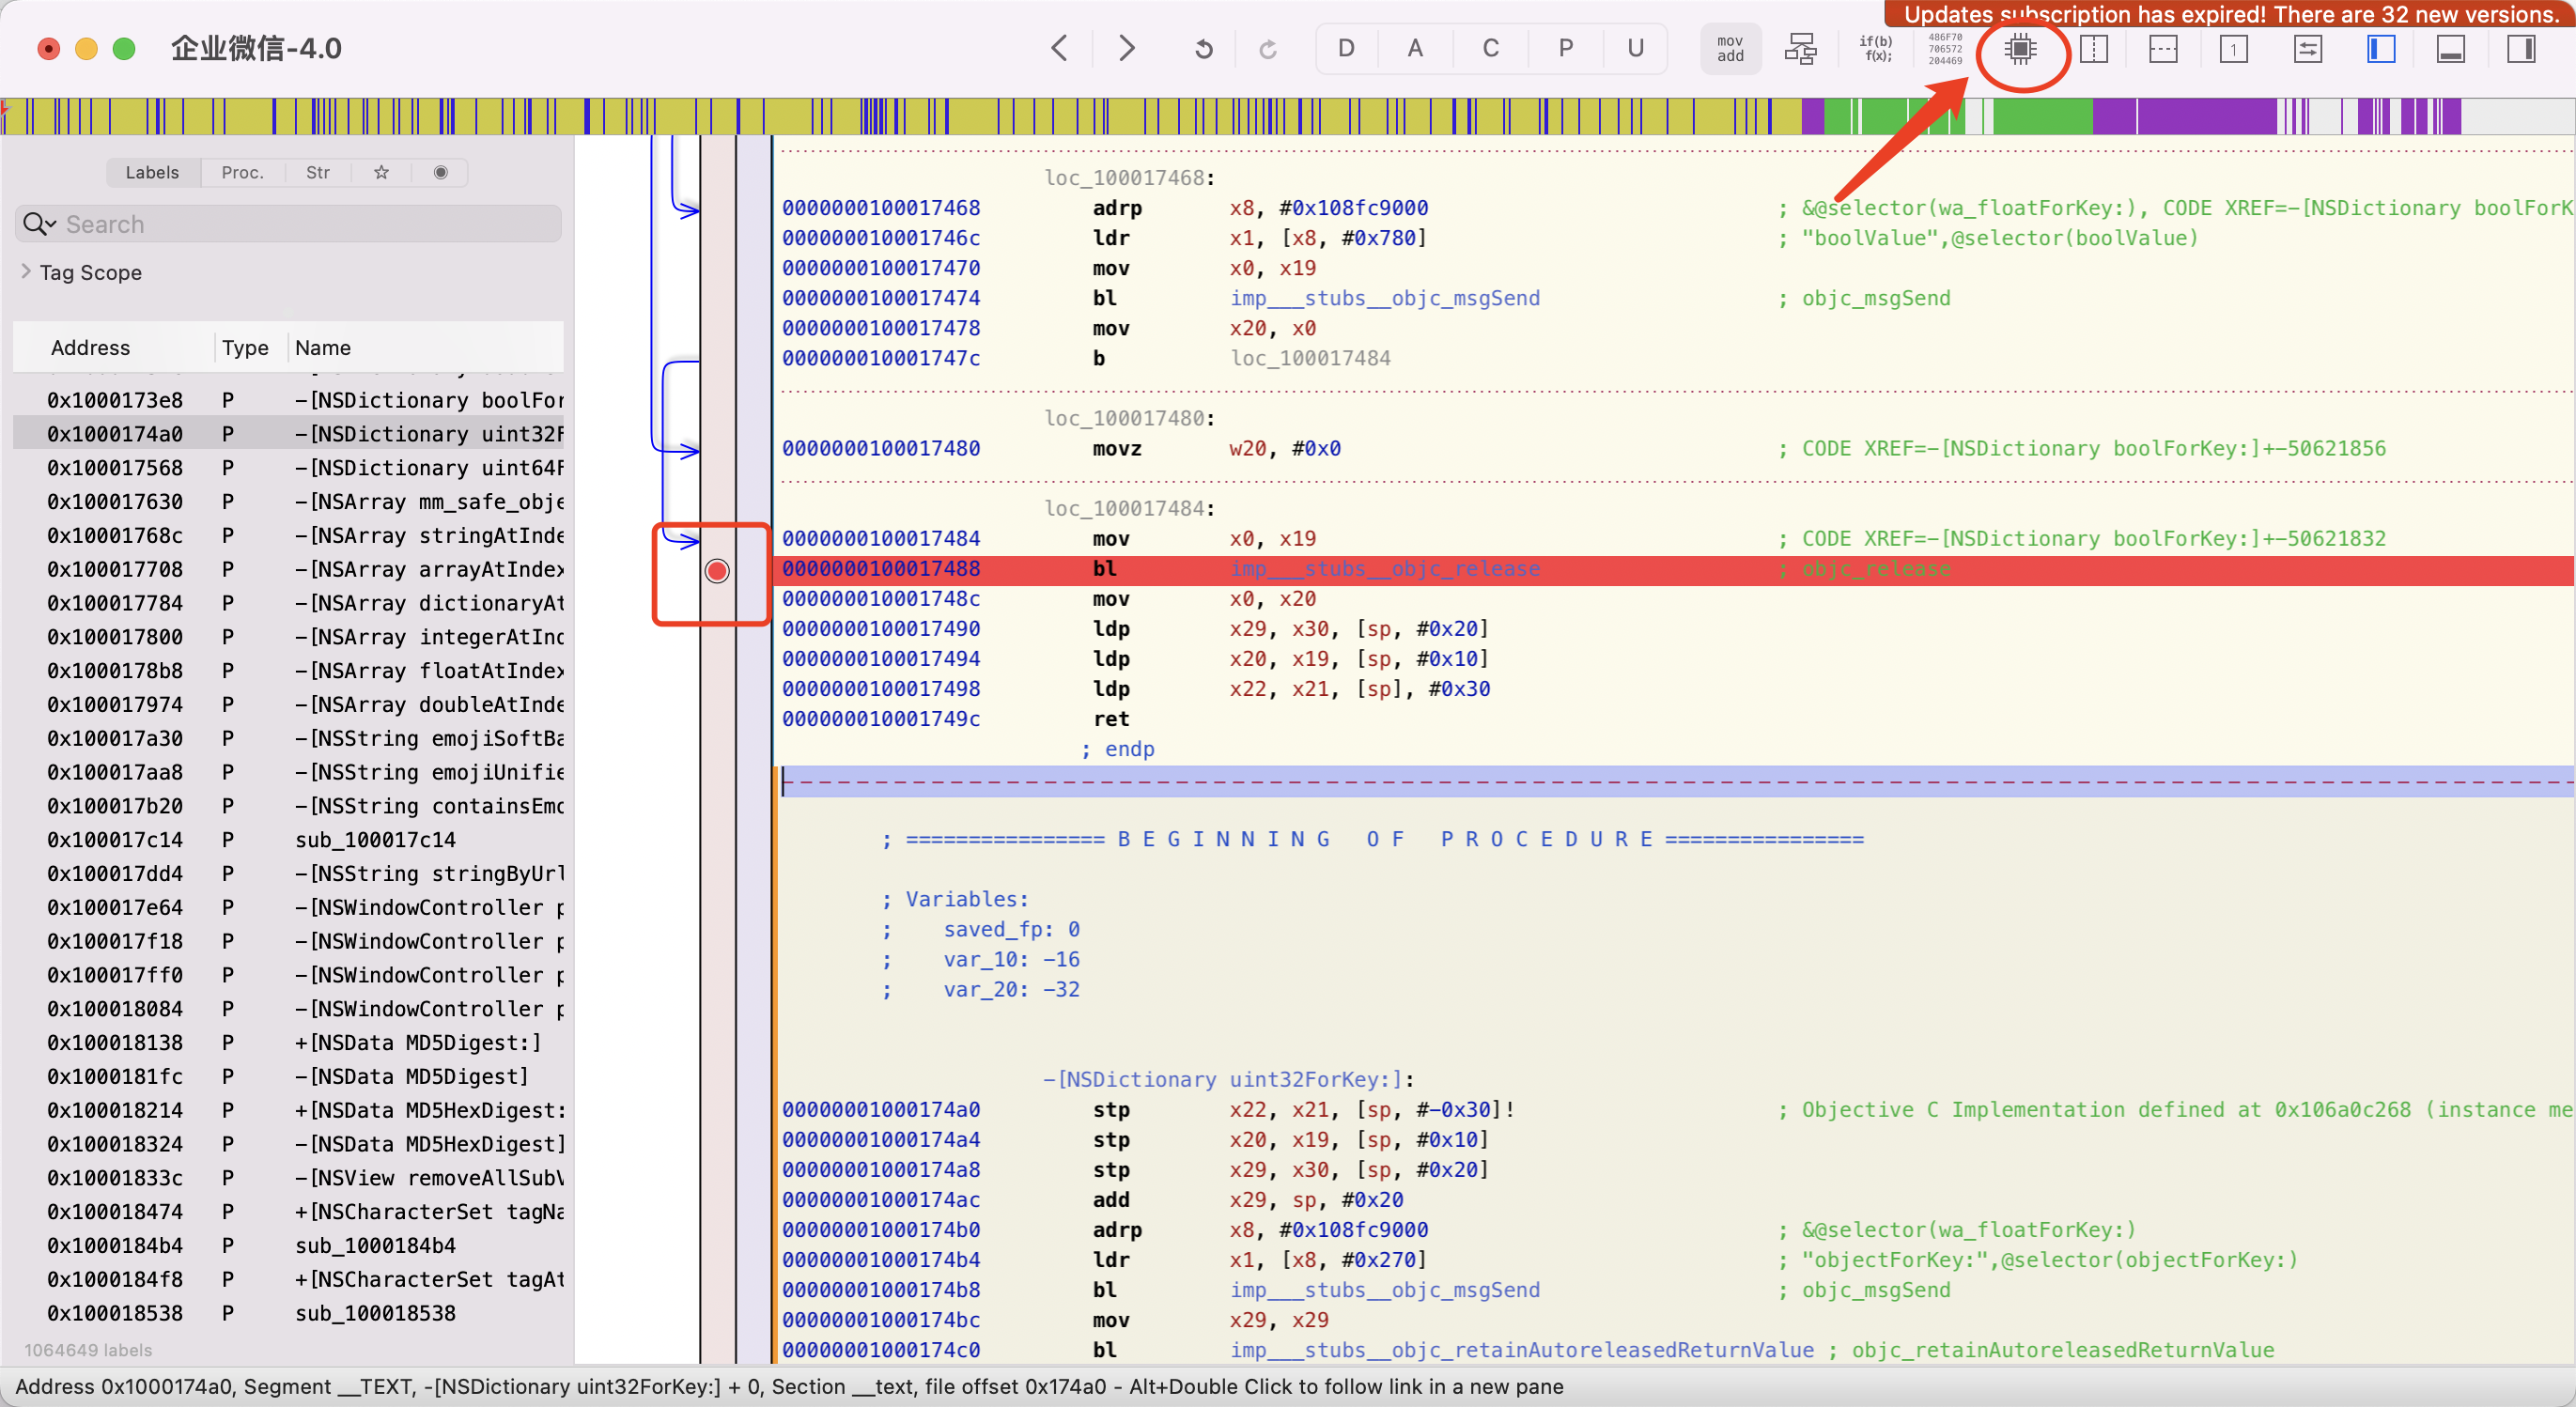 Updates subscription has expired! There are 32 new versions.
企业微信-4.0
D A C P U
mov add
if(b) f(x);
486F70 706572 204469
1
Labels Proc. Str
Search
Tag Scope
Address Type Name
0x1000173e8 P -[NSDictionary boolFor
0x1000174a0 P -[NSDictionary uint32F
0x100017568 P -[NSDictionary uint64F
0x100017630 P -[NSArray mm_safe_obje
0x10001768c P -[NSArray stringAtInde
0x100017708 P -[NSArray arrayAtIndex
0x100017784 P -[NSArray dictionaryAt
0x100017800 P -[NSArray integerAtInd
0x1000178b8 P -[NSArray floatAtIndex
0x100017974 P -[NSArray doubleAtInde
0x100017a30 P -[NSString emojiSoftBa
0x100017aa8 P -[NSString emojiUnifie
0x100017b20 P -[NSString containsEmo
0x100017c14 P sub_100017c14
0x100017dd4 P -[NSString stringByUrl
0x100017e64 P -[NSWindowController p
0x100017f18 P -[NSWindowController p
0x100017ff0 P -[NSWindowController p
0x100018084 P -[NSWindowController p
0x100018138 P +[NSData MD5Digest:]
0x1000181fc P -[NSData MD5Digest]
0x100018214 P +[NSData MD5HexDigest:
0x100018324 P -[NSData MD5HexDigest]
0x10001833c P -[NSView removeAllSubV
0x100018474 P +[NSCharacterSet tagNa
0x1000184b4 P sub_1000184b4
0x1000184f8 P +[NSCharacterSet tagAt
0x100018538 P sub_100018538
1064649 labels
loc_100017468:
0000000100017468 adrp x8, #0x108fc9000 ; &@selector(wa_floatForKey:), CODE XREF=-[NSDictionary boolForK
000000010001746c ldr x1, [x8, #0x780] ; "boolValue",@selector(boolValue)
0000000100017470 mov x0, x19
0000000100017474 bl imp___stubs__objc_msgSend ; objc_msgSend
0000000100017478 mov x20, x0
000000010001747c b loc_100017484
loc_100017480:
0000000100017480 movz w20, #0x0 ; CODE XREF=-[NSDictionary boolForKey:]+-50621856
loc_100017484:
0000000100017484 mov x0, x19 ; CODE XREF=-[NSDictionary boolForKey:]+-50621832
0000000100017488 bl imp___stubs__objc_release ; objc_release
000000010001748c mov x0, x20
0000000100017490 ldp x29, x30, [sp, #0x20]
0000000100017494 ldp x20, x19, [sp, #0x10]
0000000100017498 ldp x22, x21, [sp], #0x30
000000010001749c ret
; endp
; ================ B E G I N N I N G   O F   P R O C E D U R E ================
; Variables:
;    saved_fp: 0
;    var_10: -16
;    var_20: -32
-[NSDictionary uint32ForKey:]:
00000001000174a0 stp x22, x21, [sp, #-0x30]! ; Objective C Implementation defined at 0x106a0c268 (instance me
00000001000174a4 stp x20, x19, [sp, #0x10]
00000001000174a8 stp x29, x30, [sp, #0x20]
00000001000174ac add x29, sp, #0x20
00000001000174b0 adrp x8, #0x108fc9000 ; &@selector(wa_floatForKey:)
00000001000174b4 ldr x1, [x8, #0x270] ; "objectForKey:",@selector(objectForKey:)
00000001000174b8 bl imp___stubs__objc_msgSend ; objc_msgSend
00000001000174bc mov x29, x29
00000001000174c0 bl imp___stubs__objc_retainAutoreleasedReturnValue ; objc_retainAutoreleasedReturnValue
Address 0x1000174a0, Segment __TEXT, -[NSDictionary uint32ForKey:] + 0, Section __text, file offset 0x174a0 - Alt+Double Click to follow link in a new pane